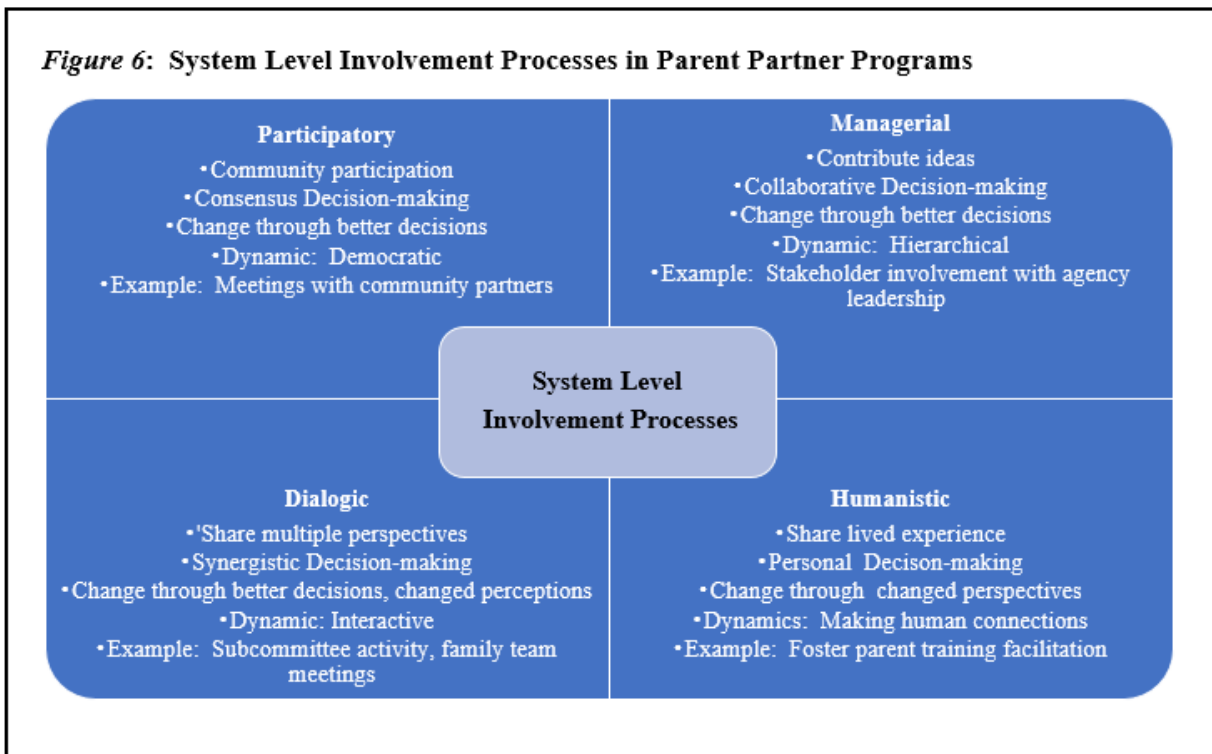 Figure 6: System Level Involvement Processes in Parent Partner Programs
Participatory
•Community participation
•Consensus Decision-making
•Change through better decisions
•Dynamic: Democratic
•Example: Meetings with community partners
Managerial
•Contribute ideas
•Collaborative Decision-making
•Change through better decisions
•Dynamic: Hierarchical
•Example: Stakeholder involvement with agency
leadership
System Level
Involvement Processes
Dialogic
•'Share multiple perspectives
•Synergistic Decision-making
•Change through better decisions, changed perceptions
•Dynamic: Interactive
•Example: Subcommittee activity, family team
meetings
Humanistic
•Share lived experience
•Personal Decison-making
•Change through changed perspectives
•Dynamics: Making human connections
•Example: Foster parent training facilitation